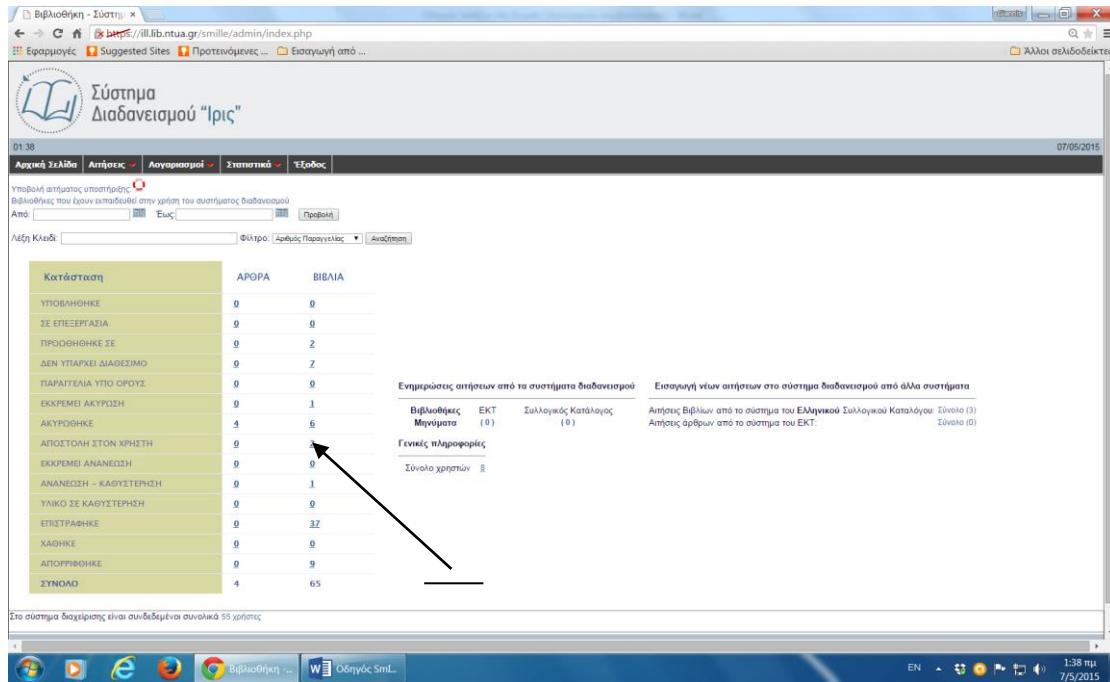 Βιβλιοθήκη - Σύστη
https://ill.lib.ntua.gr/smille/admin/index.php
Εφαρμογές Suggested Sites Προτεινόμενες ... Εισαγωγή από ... Άλλοι σελιδοδείκτες
Σύστημα
Διαδανεισμού "Ιρις"
01:38 07/05/2015
Αρχική Σελίδα Αιτήσεις Λογαριασμοί Στατιστικά Έξοδος
Υποβολή αιτήματος υποστήριξης:
Βιβλιοθήκες που έχουν εκπαιδευθεί στην χρήση του συστήματος διαδανεισμού
Από: Έως: Προβολή
Λέξη Κλειδί: Φίλτρο: Αριθμός Παραγγελίας Αναζήτηση
Κατάσταση ΑΡΘΡΑ ΒΙΒΛΙΑ
ΥΠΟΒΛΗΘΗΚΕ 0 0
ΣΕ ΕΠΕΞΕΡΓΑΣΙΑ 0 0
ΠΡΟΩΘΗΘΗΚΕ ΣΕ 0 2
ΔΕΝ ΥΠΑΡΧΕΙ ΔΙΑΘΕΣΙΜΟ 0 7
ΠΑΡΑΓΓΕΛΙΑ ΥΠΟ ΟΡΟΥΣ 0 0
ΕΚΚΡΕΜΕΙ ΑΚΥΡΩΣΗ 0 1
ΑΚΥΡΩΘΗΚΕ 4 6
ΑΠΟΣΤΟΛΗ ΣΤΟΝ ΧΡΗΣΤΗ 0
ΕΚΚΡΕΜΕΙ ΑΝΑΝΕΩΣΗ 0 0
ΑΝΑΝΕΩΣΗ - ΚΑΘΥΣΤΕΡΗΣΗ 0 1
ΥΛΙΚΟ ΣΕ ΚΑΘΥΣΤΕΡΗΣΗ 0 0
ΕΠΙΣΤΡΑΦΗΚΕ 0 37
ΧΑΘΗΚΕ 0 0
ΑΠΟΡΡΙΦΘΗΚΕ 0 9
ΣΥΝΟΛΟ 4 65
Ενημερώσεις αιτήσεων από τα συστήματα διαδανεισμού
Βιβλιοθήκες ΕΚΤ Συλλογικός Κατάλογος
Μηνύματα (0) (0)
Γενικές πληροφορίες
Σύνολο χρηστών 8
Εισαγωγή νέων αιτήσεων στο σύστημα διαδανεισμού από άλλα συστήματα
Αιτήσεις Βιβλίων από το σύστημα του Ελληνικού Συλλογικού Καταλόγου: Σύνολο (3)
Αιτήσεις άρθρων από το σύστημα του ΕΚΤ: Σύνολο (0)
Στο σύστημα διαχείρισης είναι συνδεδεμένοι συνολικά 55 χρήστες
Βιβλιοθήκη -... Οδηγός Smi... EN 1:38 πμ
7/5/2015